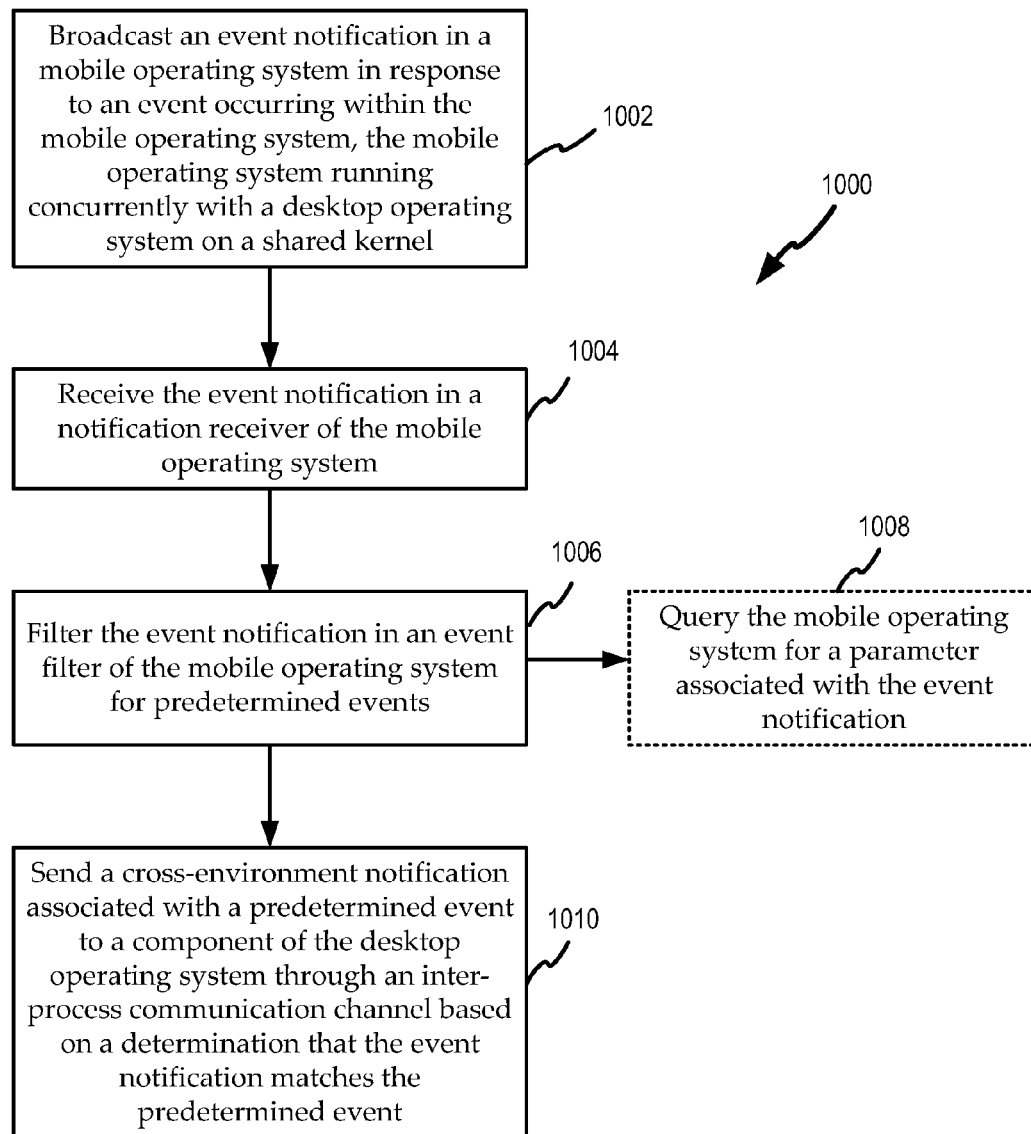 Broadcast an event notification in a
mobile operating system in response
to an event occurring within the
mobile operating system, the mobile
operating system running
concurrently with a desktop operating
system on a shared kernel
1002
1000
Receive the event notification in a
notification receiver of the mobile
operating system
1004
Filter the event notification in an event
filter of the mobile operating system
for predetermined events
1006
Query the mobile operating
system for a parameter
associated with the event
notification
1008
Send a cross-environment notification
associated with a predetermined event
to a component of the desktop
operating system through an inter-
process communication channel based
on a determination that the event
notification matches the
predetermined event
1010